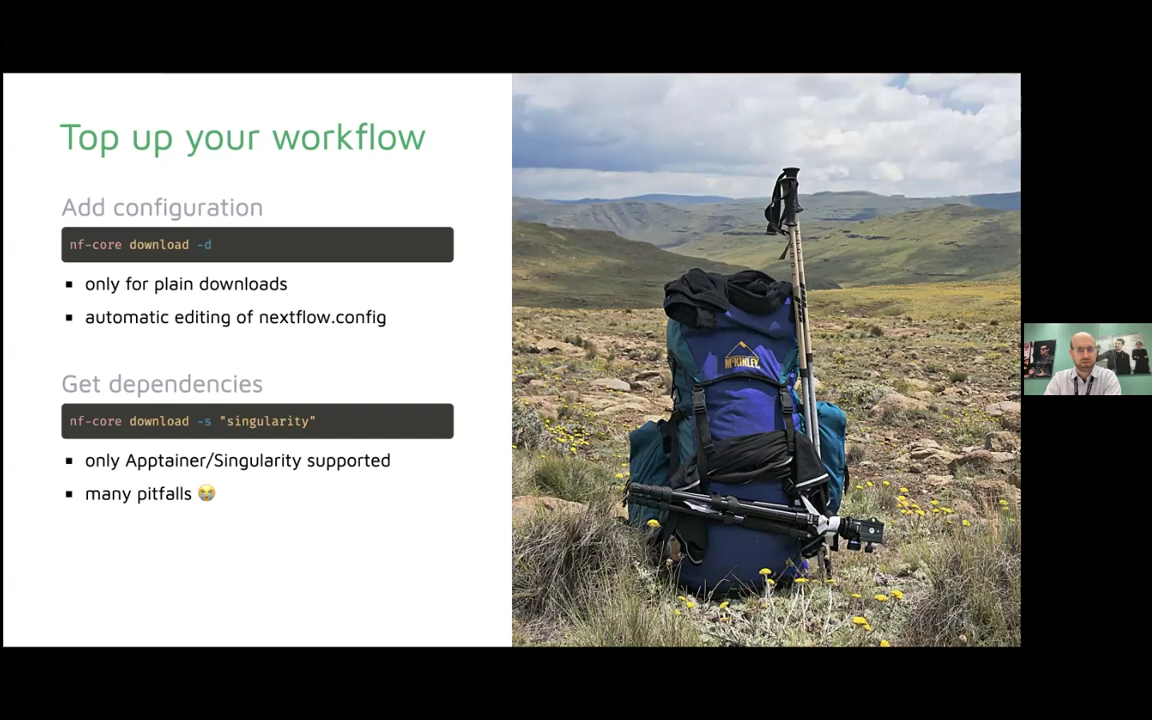 Top up your workflow
Add configuration
nf-core download -d
only for plain downloads
automatic editing of nextflow.config
Get dependencies
nf-core download -s "singularity"
only Apptainer/Singularity supported
many pitfalls 😭
McKINLEY